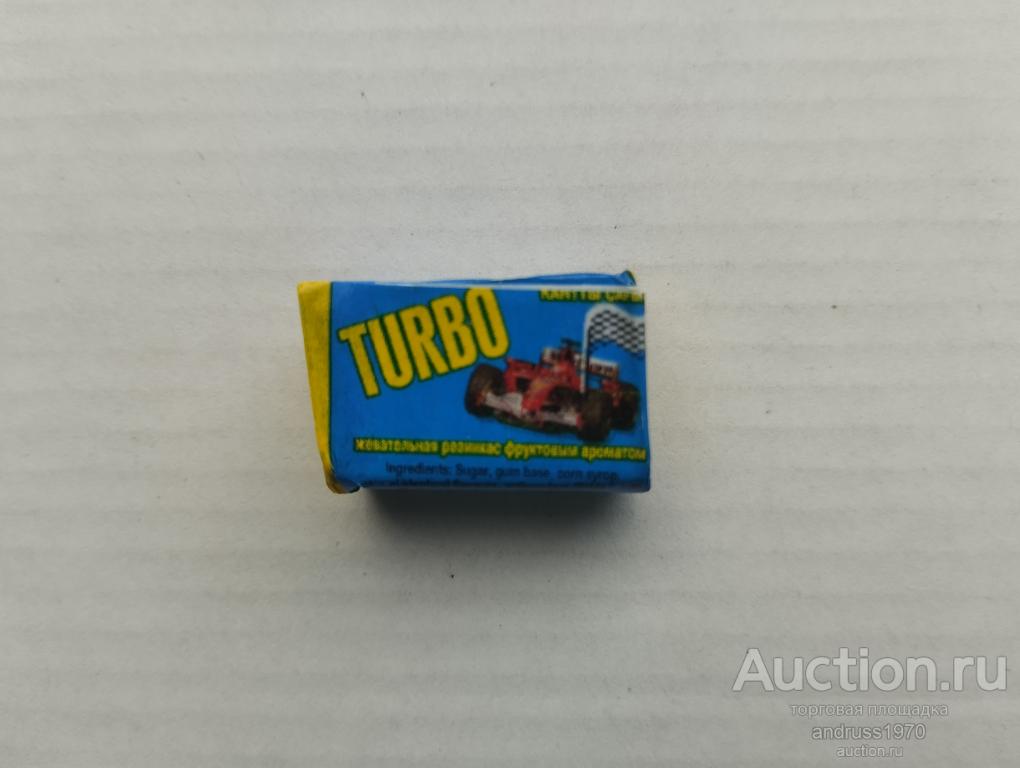 TURBO
жевательная резинкас фруктовым ароматом
Ingredients: Sugar, gum base, corn syrup,
Auction.ru
торговая площадка
andruss1970
auction.ru